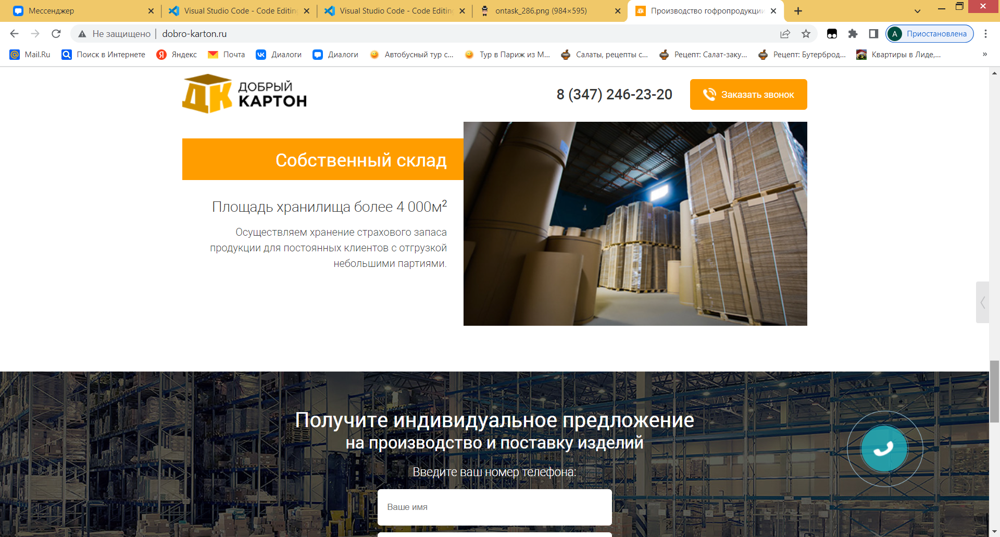 Мессенджер
Visual Studio Code - Code Editin
Visual Studio Code - Code Editin
ontask_286.png (984×595)
Производство гофропродукции
Не защищено
dobro-karton.ru
А
Приостановлена
Mail.Ru
Поиск в Интернете
Яндекс
Почта
Диалоги
Диалоги
Автобусный тур с...
Тур в Париж из М...
Салаты, рецепты с...
Рецепт: Салат-заку...
Рецепт: Бутерброд...
Квартиры в Лиде,...
»
ДК
ДОБРЫЙ
КАРТОН
8 (347) 246-23-20
Заказать звонок
Собственный склад
Площадь хранилища более 4 000м²
Осуществляем хранение страхового запаса
продукции для постоянных клиентов с отгрузкой
небольшими партиями.
Получите индивидуальное предложение
на производство и поставку изделий
Введите ваш номер телефона:
Ваше имя